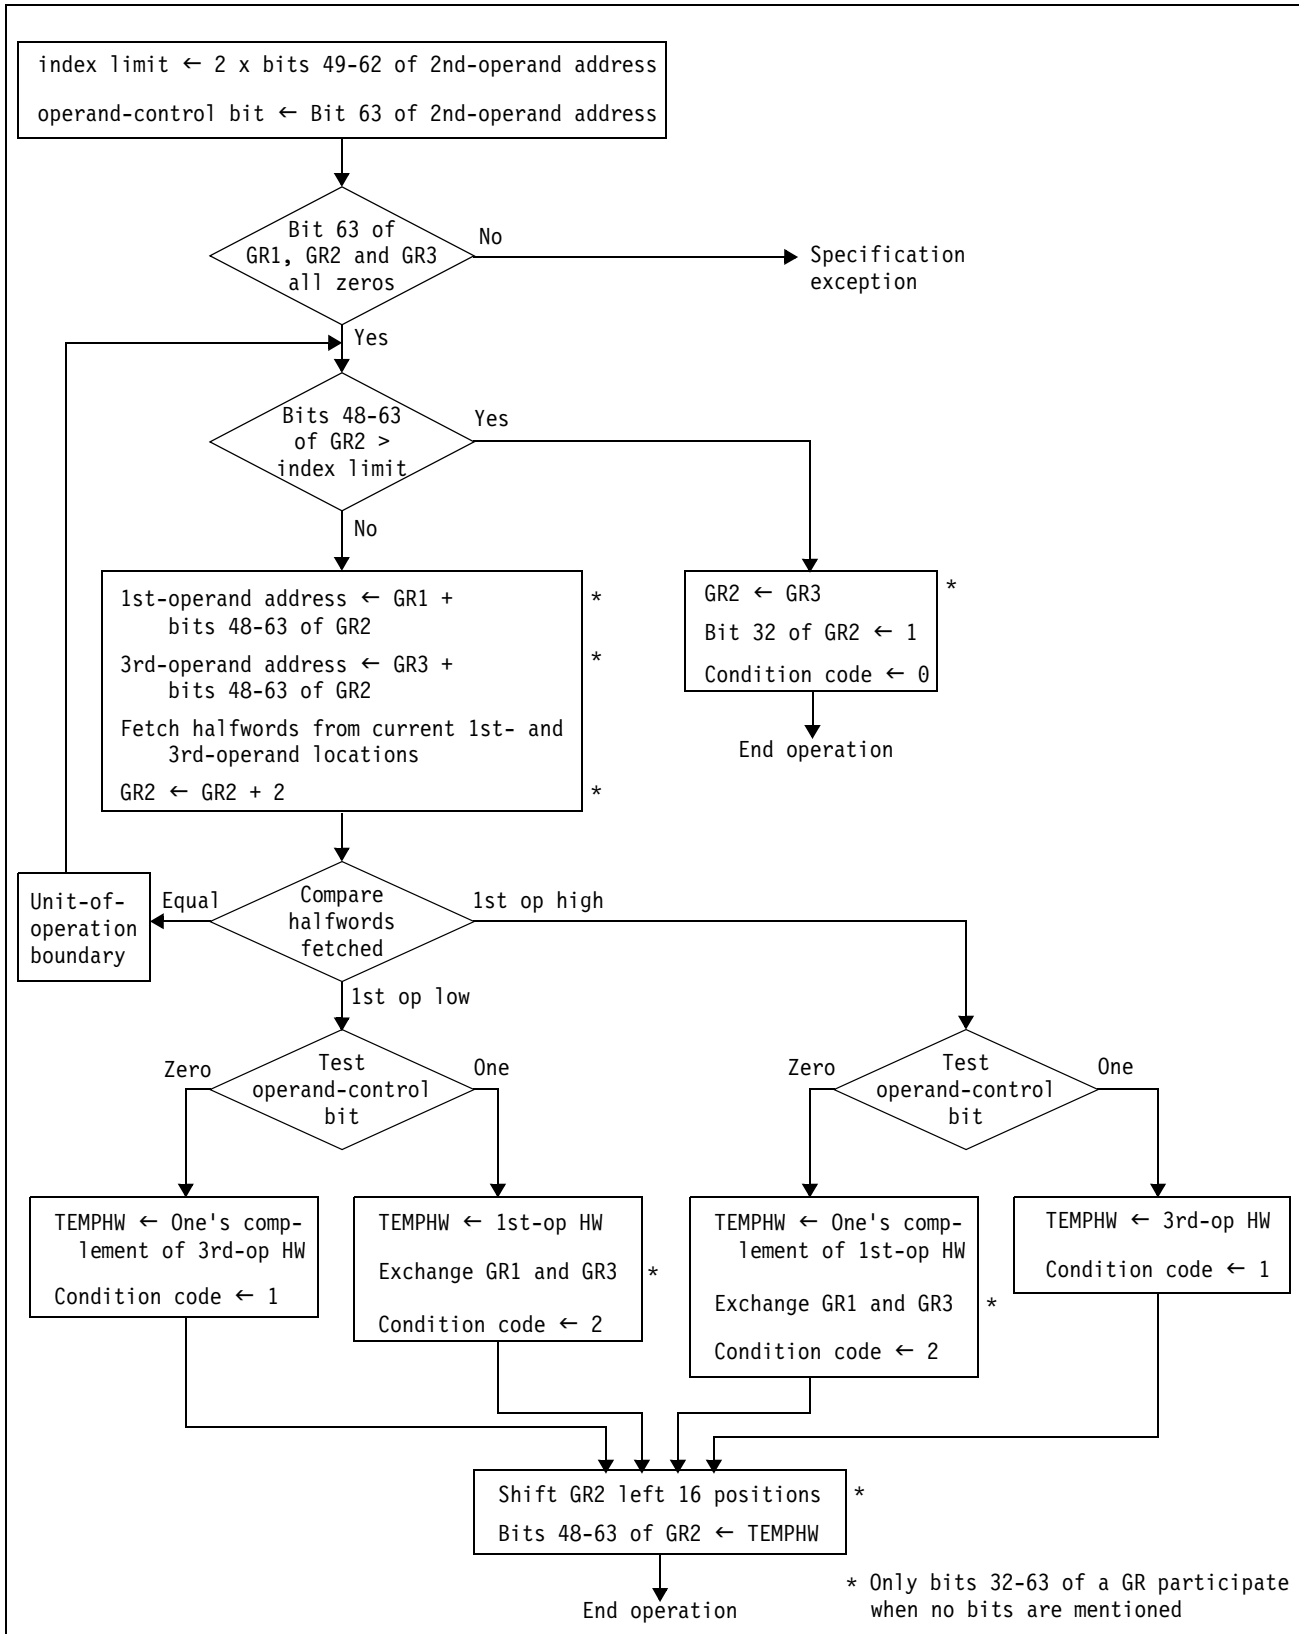 index limit ← 2 x bits 49-62 of 2nd-operand address
operand-control bit ← Bit 63 of 2nd-operand address
Bit 63 of
GR1, GR2 and GR3
all zeros
No
Specification
exception
Yes
Bits 48-63
of GR2 >
index limit
Yes
No
1st-operand address ← GR1 +
bits 48-63 of GR2
*
3rd-operand address ← GR3 +
bits 48-63 of GR2
*
Fetch halfwords from current 1st- and
3rd-operand locations
GR2 ← GR2 + 2
*
GR2 ← GR3
*
Bit 32 of GR2 ← 1
Condition code ← 0
End operation
Unit-of-
operation
boundary
Equal
Compare
halfwords
fetched
1st op high
1st op low
Zero
Test
operand-control
bit
One
Zero
Test
operand-control
bit
One
TEMPHW ← One's comp-
lement of 3rd-op HW
Condition code ← 1
TEMPHW ← 1st-op HW
Exchange GR1 and GR3
*
Condition code ← 2
TEMPHW ← One's comp-
lement of 1st-op HW
Exchange GR1 and GR3
*
Condition code ← 2
TEMPHW ← 3rd-op HW
Condition code ← 1
Shift GR2 left 16 positions
*
Bits 48-63 of GR2 ← TEMPHW
End operation
* Only bits 32-63 of a GR participate
when no bits are mentioned